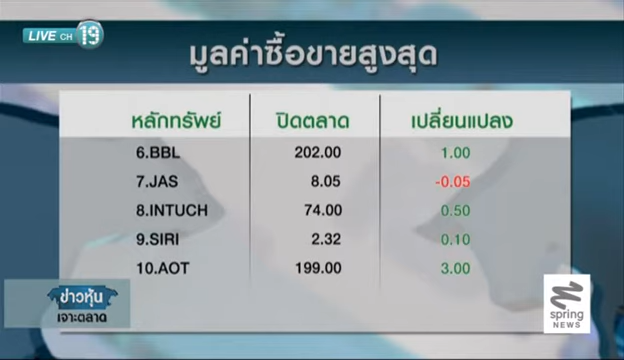 LIVE CH 19
มูลค่าซื้อขายสูงสุด
หลักทรัพย์ ปิดตลาด เปลี่ยนแปลง
6.BBL 202.00 1.00
7.JAS 8.05 -0.05
8.INTUCH 74.00 0.50
9.SIRI 2.32 0.10
10.AOT 199.00 3.00
ข่าวหุ้น
เจาะตลาด
spring
NEWS